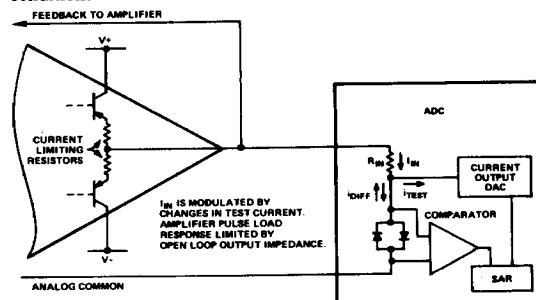 FEEDBACK TO AMPLIFIER
V+
ADC
CURRENT
LIMITING
RESISTORS
RIN
IIN
CURRENT
OUTPUT
DAC
iDIFF
iTEST
IIN IS MODULATED BY
CHANGES IN TEST CURRENT.
AMPLIFIER PULSE LOAD
RESPONSE LIMITED BY
OPEN LOOP OUTPUT IMPEDANCE.
COMPARATOR
V-
SAR
ANALOG COMMON